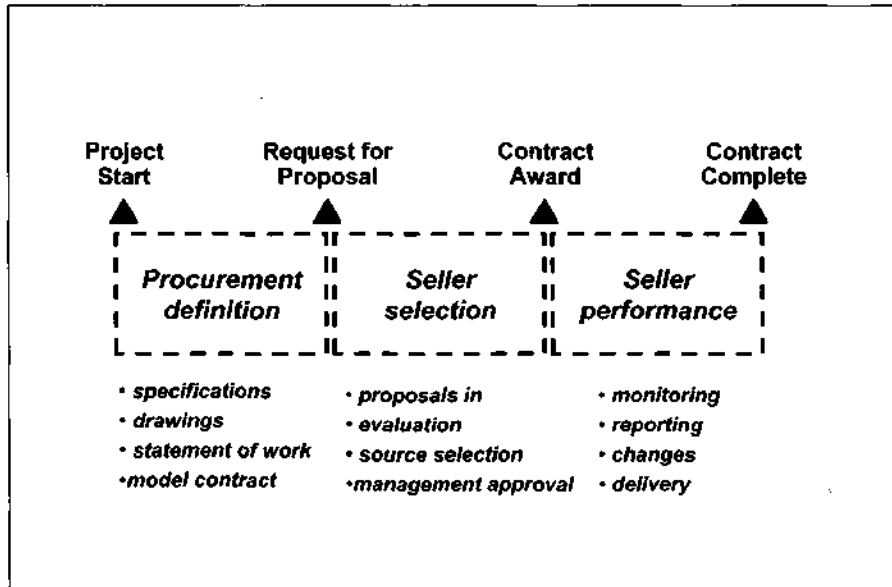 Project Start
Request for Proposal
Contract Award
Contract Complete
Procurement definition
Seller selection
Seller performance
• specifications
• drawings
• statement of work
•model contract
• proposals in
• evaluation
• source selection
•management approval
• monitoring
• reporting
• changes
• delivery